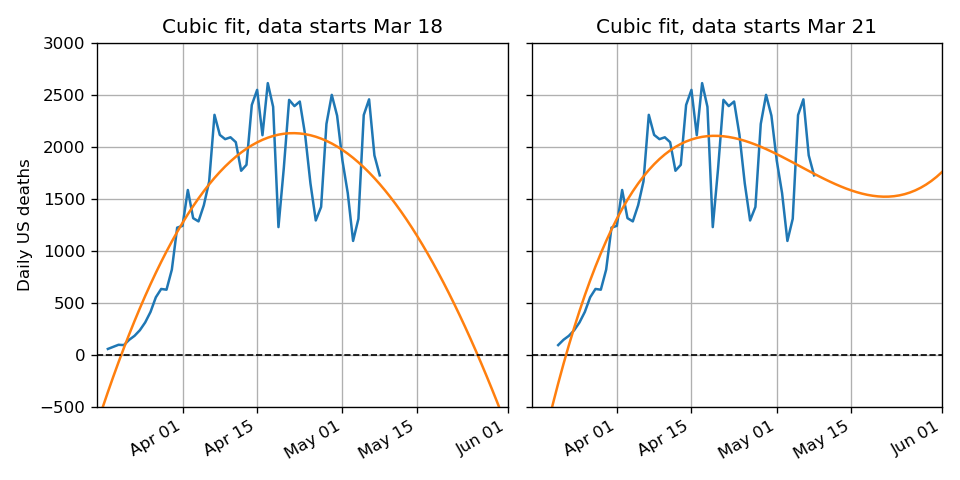 Cubic fit, data starts Mar 18
Cubic fit, data starts Mar 21
Daily US deaths
3000
2500
2000
1500
1000
500
0
−500
Apr 01
Apr 15
May 01
May 15
Jun 01
Apr 01
Apr 15
May 01
May 15
Jun 01